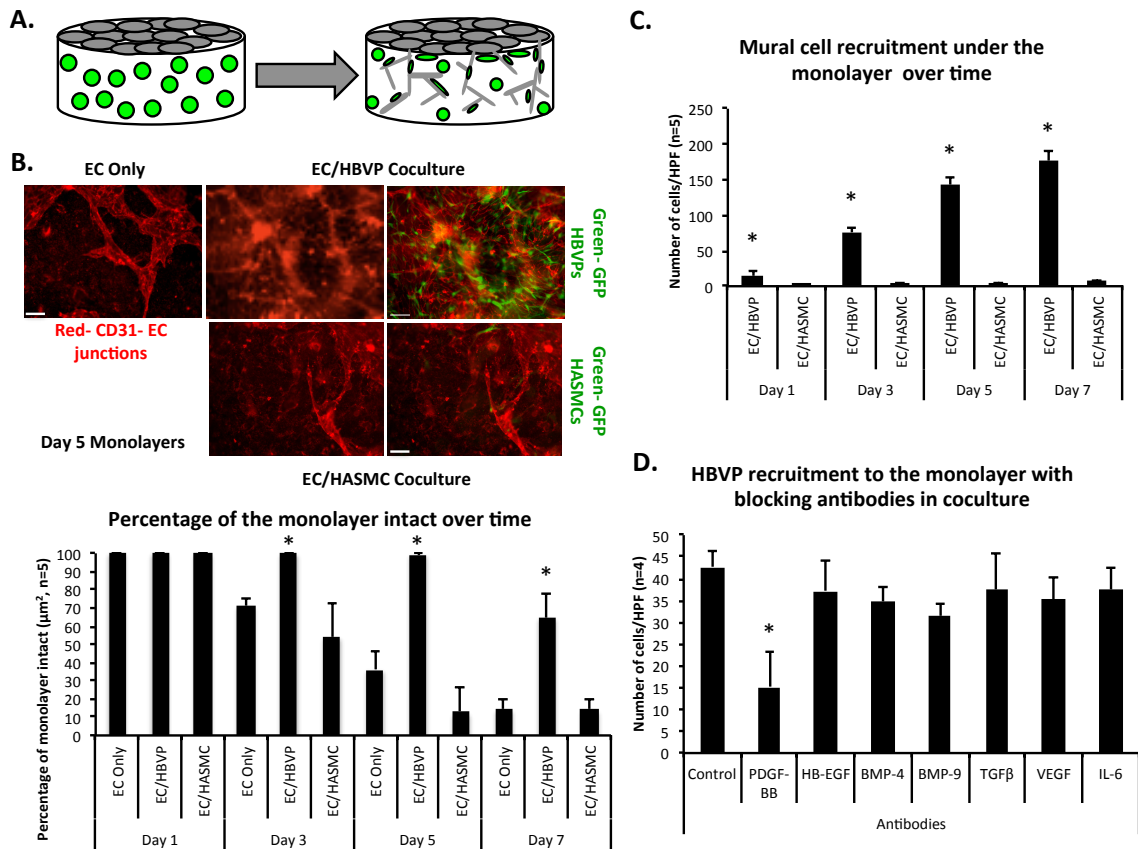 A.
B.
EC Only
EC/HBVP Coculture
Green- GFP
HBVPs
Red- CD31- EC
junctions
Green- GFP
HASMCs
Day 5 Monolayers
EC/HASMC Coculture
Percentage of the monolayer intact over time
Percentage of monolayer intact (µm², n=5)
100
90
80
70
60
50
40
30
20
10
0
*
*
*
EC Only
EC/HBVP
EC/HASMC
EC Only
EC/HBVP
EC/HASMC
EC Only
EC/HBVP
EC/HASMC
EC Only
EC/HBVP
EC/HASMC
Day 1
Day 3
Day 5
Day 7
C.
Mural cell recruitment under the
monolayer over time
Number of cells/HPF (n=5)
250
200
150
100
50
0
*
*
*
*
EC/HBVP
EC/HASMC
EC/HBVP
EC/HASMC
EC/HBVP
EC/HASMC
EC/HBVP
EC/HASMC
Day 1
Day 3
Day 5
Day 7
D.
HBVP recruitment to the monolayer with
blocking antibodies in coculture
Number of cells/HPF (n=4)
50
45
40
35
30
25
20
15
10
5
0
*
Control
PDGF-
BB
HB-EGF
BMP-4
BMP-9
TGFβ
VEGF
IL-6
Antibodies